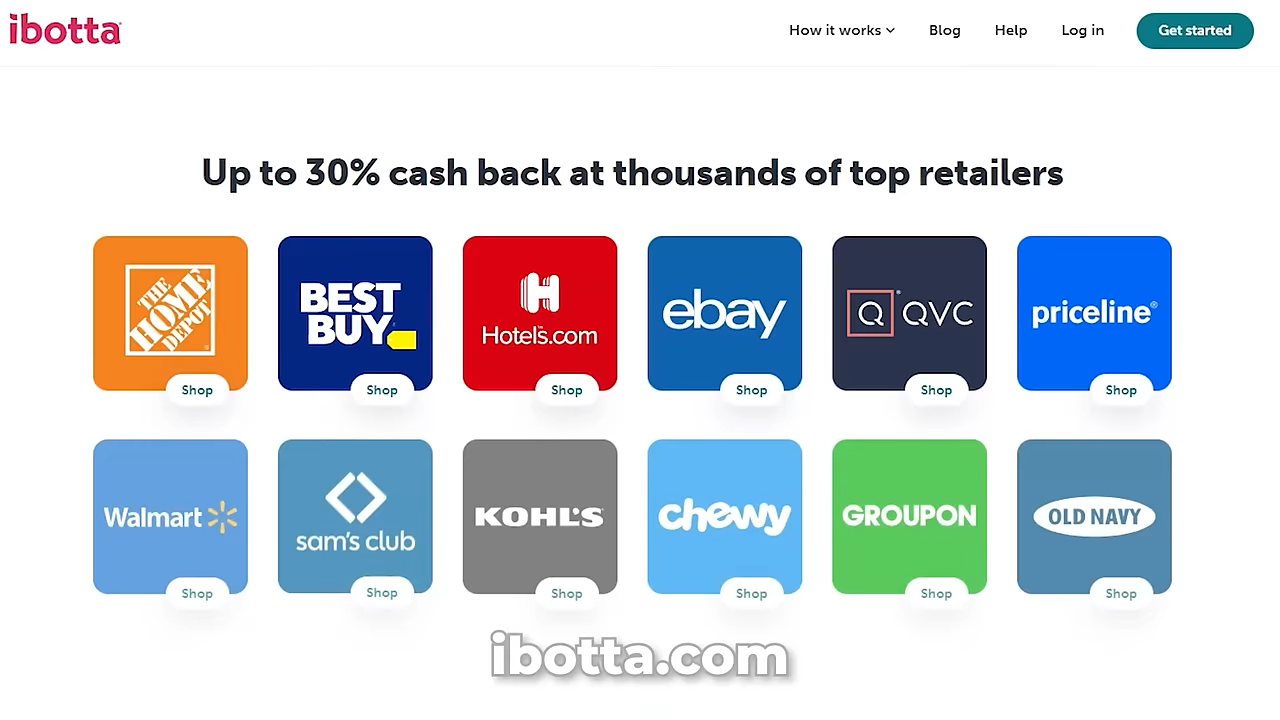 ibotta
How it works
Blog
Help
Log in
Get started
Up to 30% cash back at thousands of top retailers
THE
HOME
DEPOT
BEST
BUY
Hotels.com
ebay
Q QVC
priceline
Shop
Shop
Shop
Shop
Shop
Shop
Walmart
sam's club
KOHL'S
chewy
GROUPON
OLD NAVY
Shop
Shop
Shop
Shop
Shop
Shop
ibotta.com